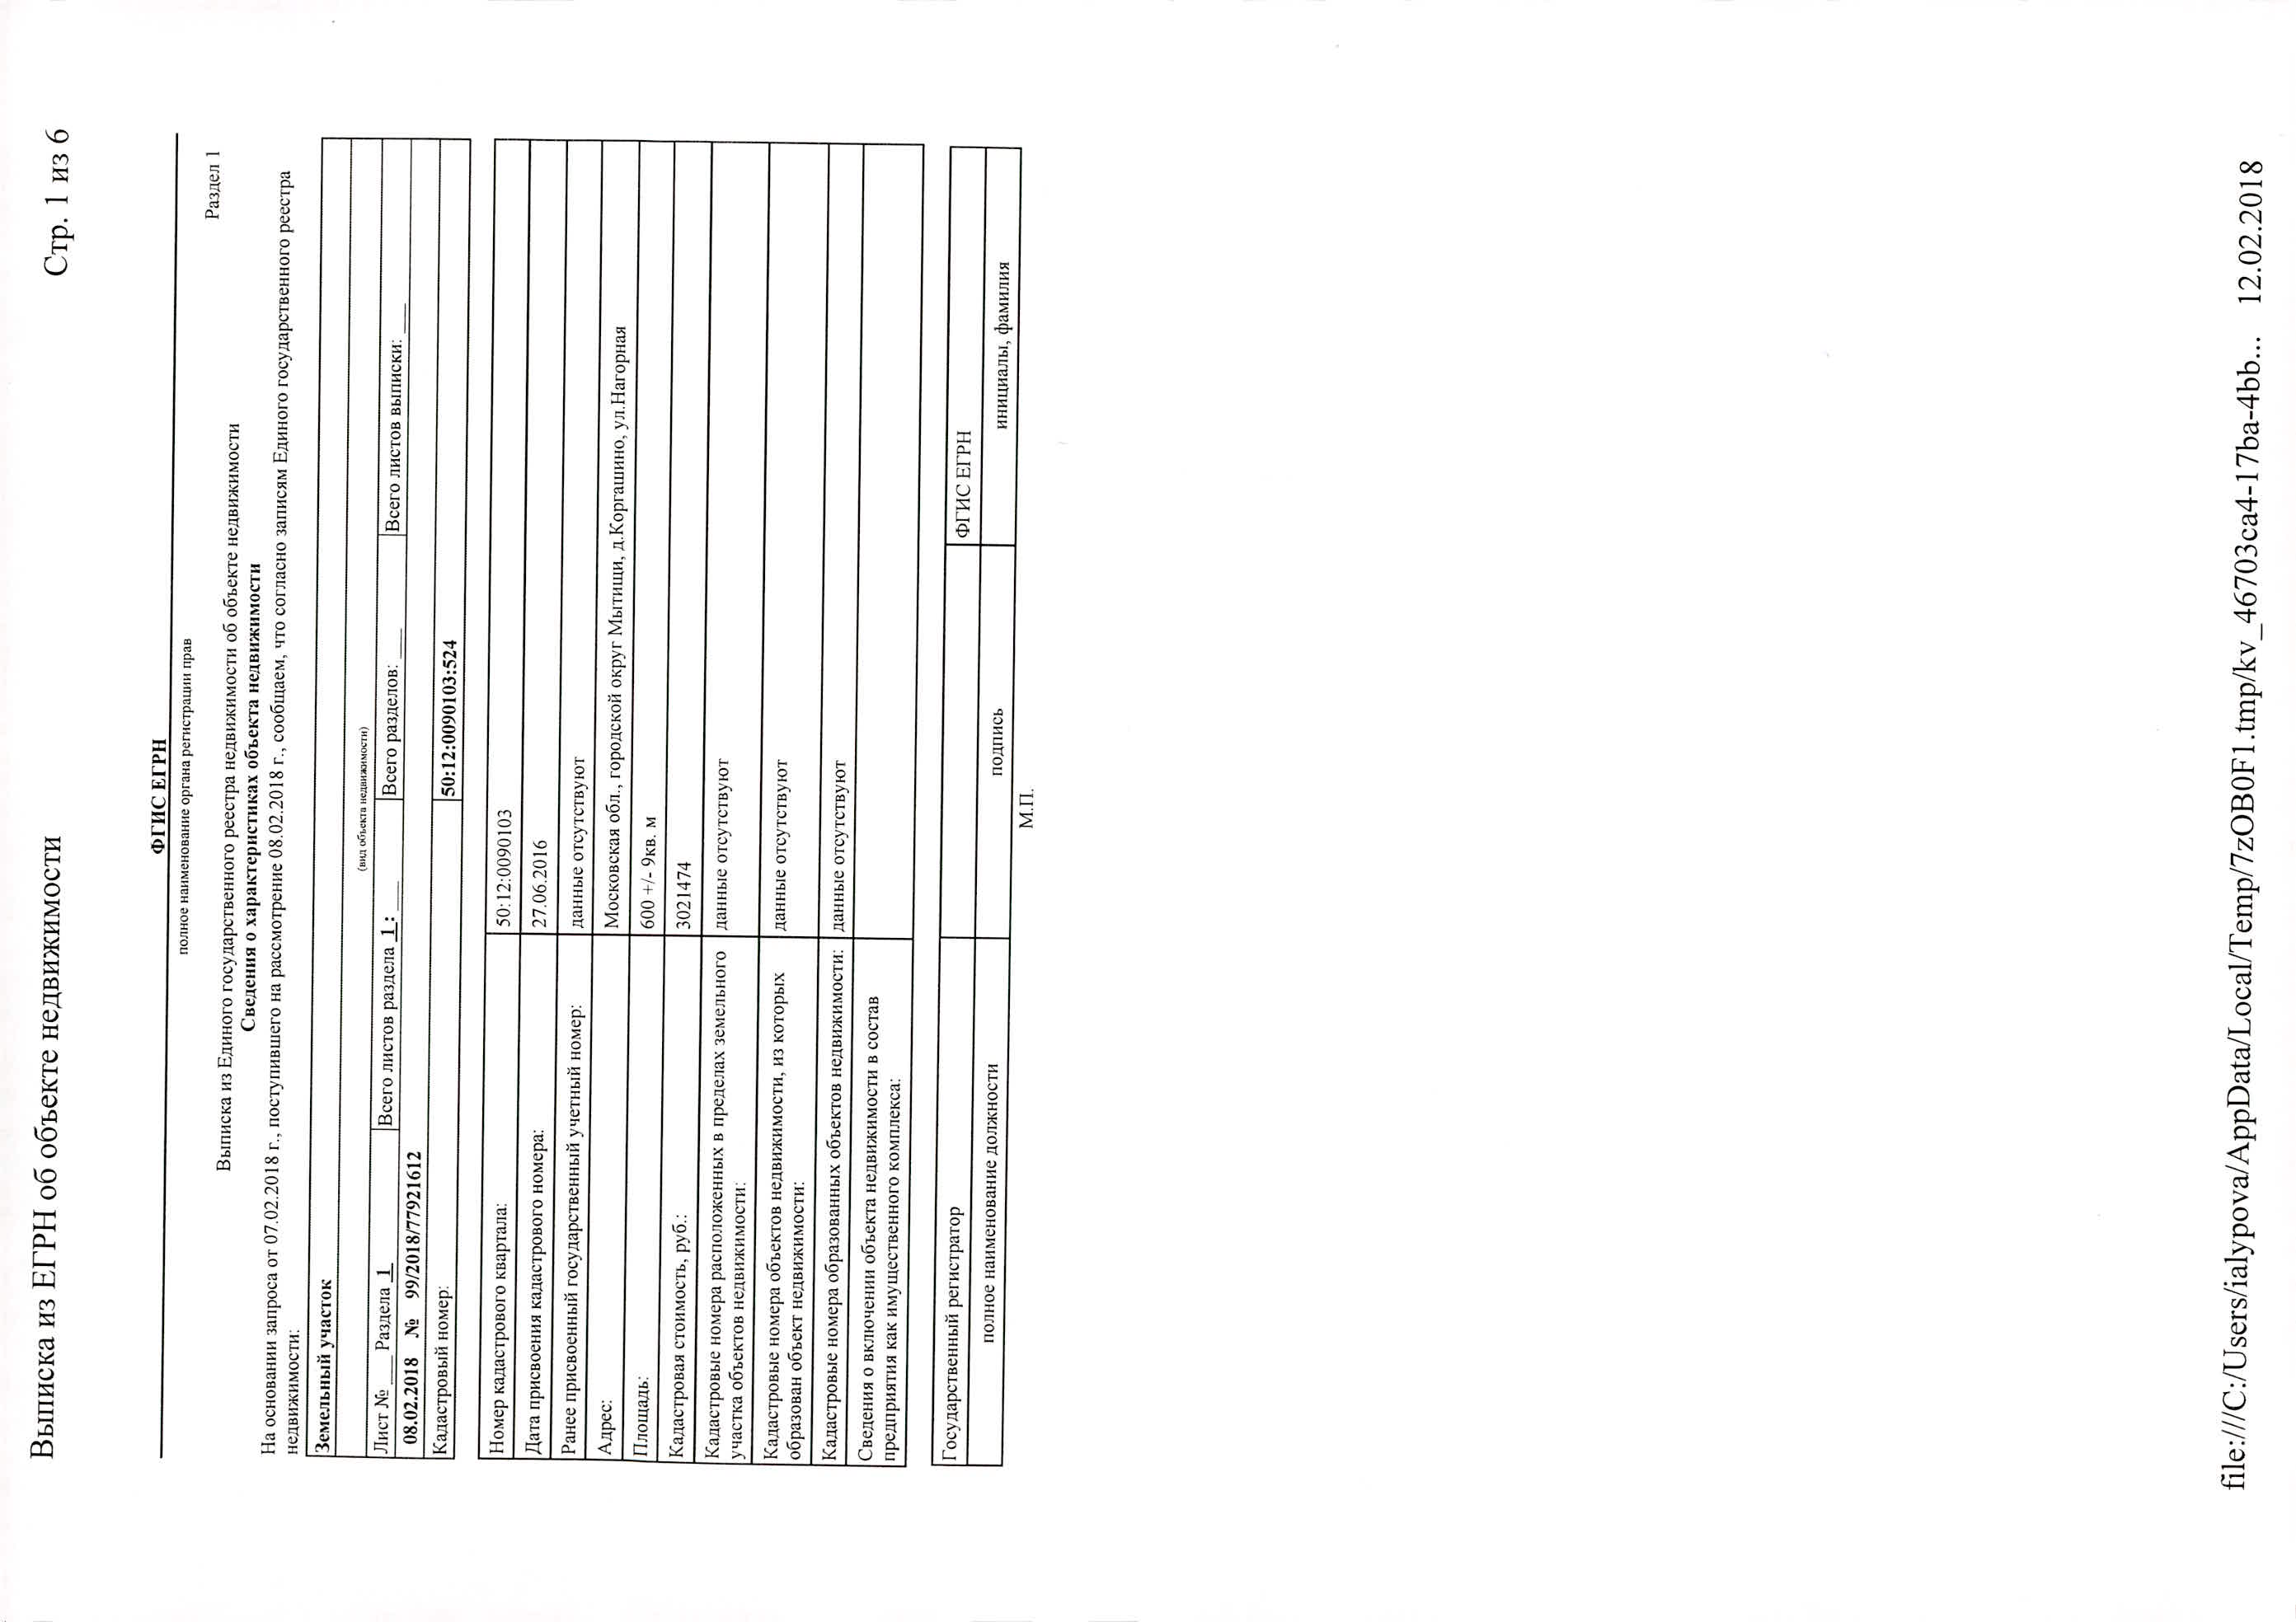 Выписка из ЕГРН об объекте недвижимости Стр. 1 из 6
ФГИС ЕГРН
полное наименование органа регистрации прав
Раздел 1
Выписка из Единого государственного реестра недвижимости об объекте недвижимости
Сведения о характеристиках объекта недвижимости
На основании запроса от 07.02.2018 г., поступившего на рассмотрение 08.02.2018 г., сообщаем, что согласно записям Единого государственного реестра
недвижимости:
Земельный участок
(вид объекта недвижимости)
Лист № ___ Раздела 1 Всего листов раздела 1: ___ Всего разделов: ___ Всего листов выписки: ___
08.02.2018 № 99/2018/77921612
Кадастровый номер: 50:12:0090103:524
Номер кадастрового квартала: 50:12:0090103
Дата присвоения кадастрового номера: 27.06.2016
Ранее присвоенный государственный учетный номер: данные отсутствуют
Адрес: Московская обл., городской округ Мытищи, д.Коргашино, ул.Нагорная
Площадь: 600 +/- 9кв. м
Кадастровая стоимость, руб.: 3021474
Кадастровые номера расположенных в пределах земельного данные отсутствуют
участка объектов недвижимости:
Кадастровые номера объектов недвижимости, из которых данные отсутствуют
образован объект недвижимости:
Кадастровые номера образованных объектов недвижимости: данные отсутствуют
Сведения о включении объекта недвижимости в состав
предприятия как имущественного комплекса:
Государственный регистратор ФГИС ЕГРН
полное наименование должности подпись инициалы, фамилия
М.П.
file:///C:/Users/ialypova/AppData/Local/Temp/7zOB0F1.tmp/kv_46703ca4-17ba-4bb... 12.02.2018